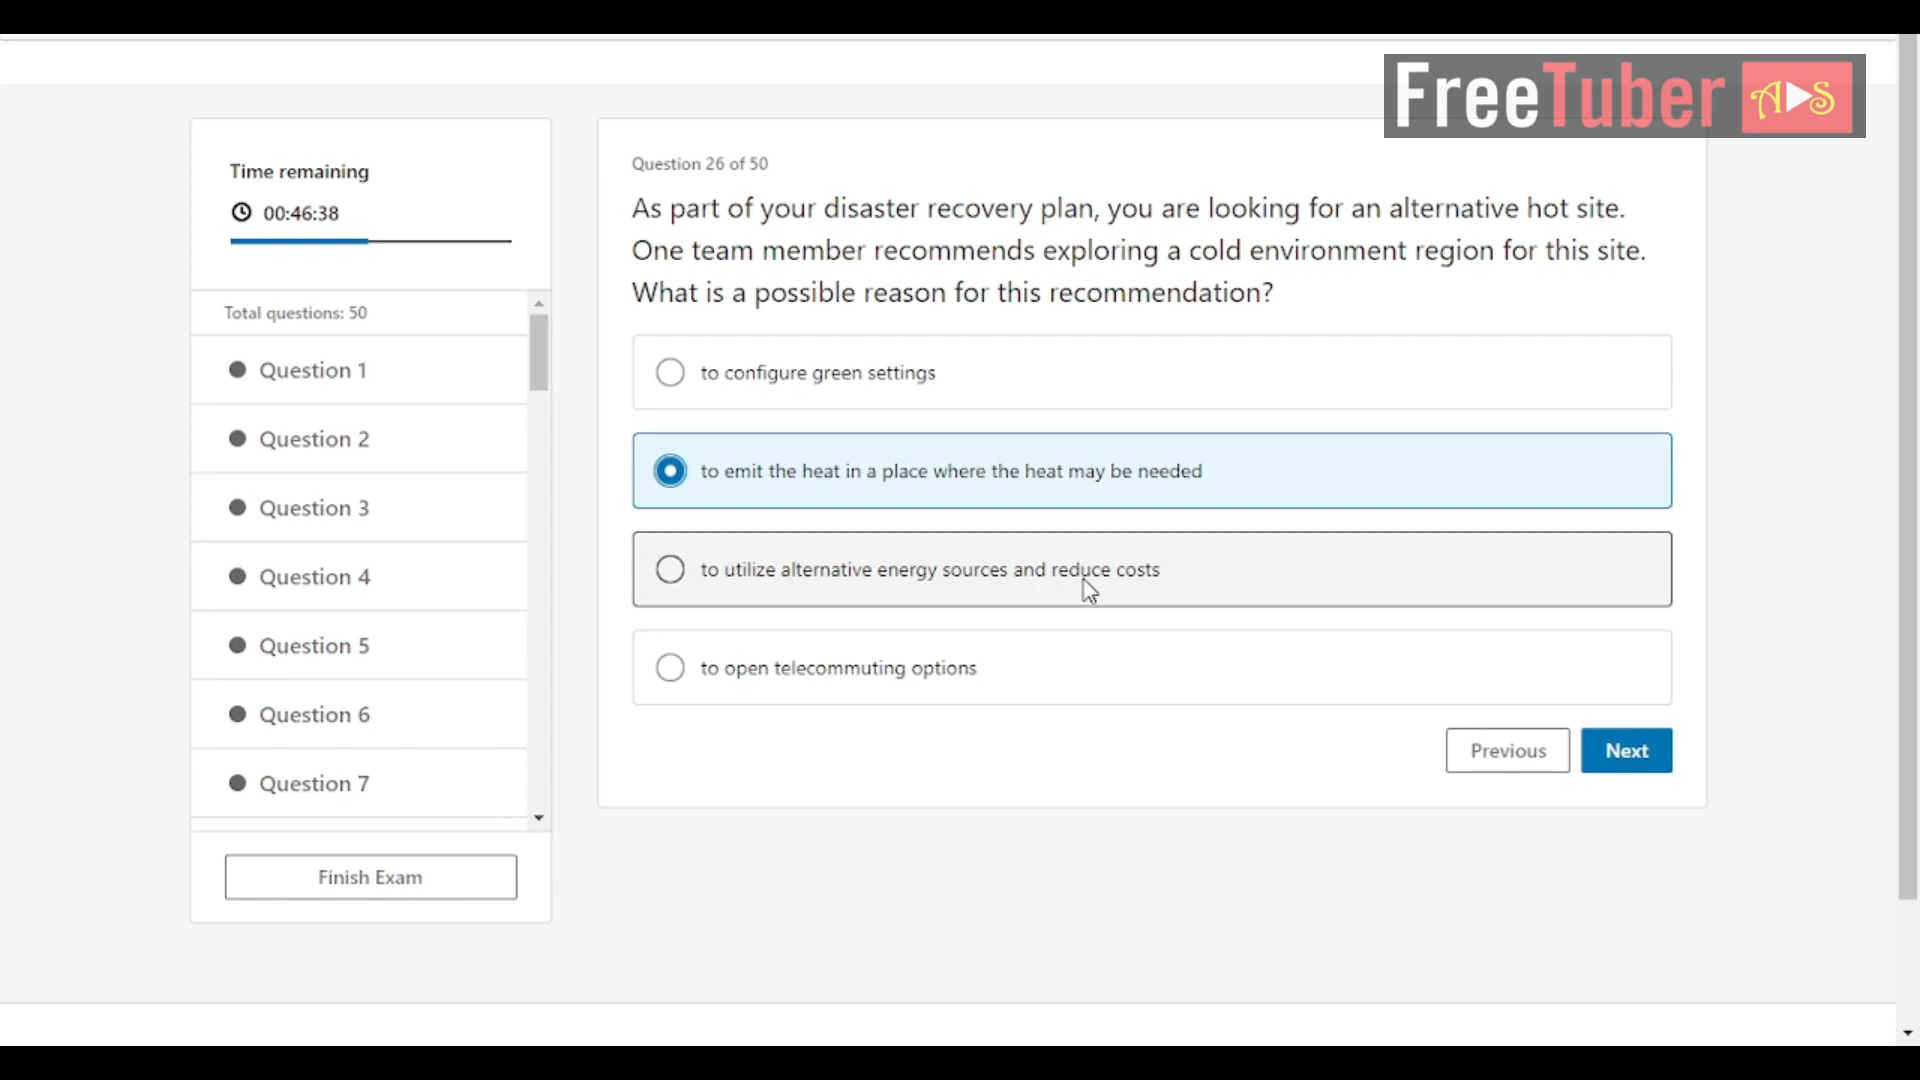 FreeTuber
Time remaining
00:46:38
Total questions: 50
Question 1
Question 2
Question 3
Question 4
Question 5
Question 6
Question 7
Finish Exam
Question 26 of 50
As part of your disaster recovery plan, you are looking for an alternative hot site.
One team member recommends exploring a cold environment region for this site.
What is a possible reason for this recommendation?
to configure green settings
to emit the heat in a place where the heat may be needed
to utilize alternative energy sources and reduce costs
to open telecommuting options
Previous
Next